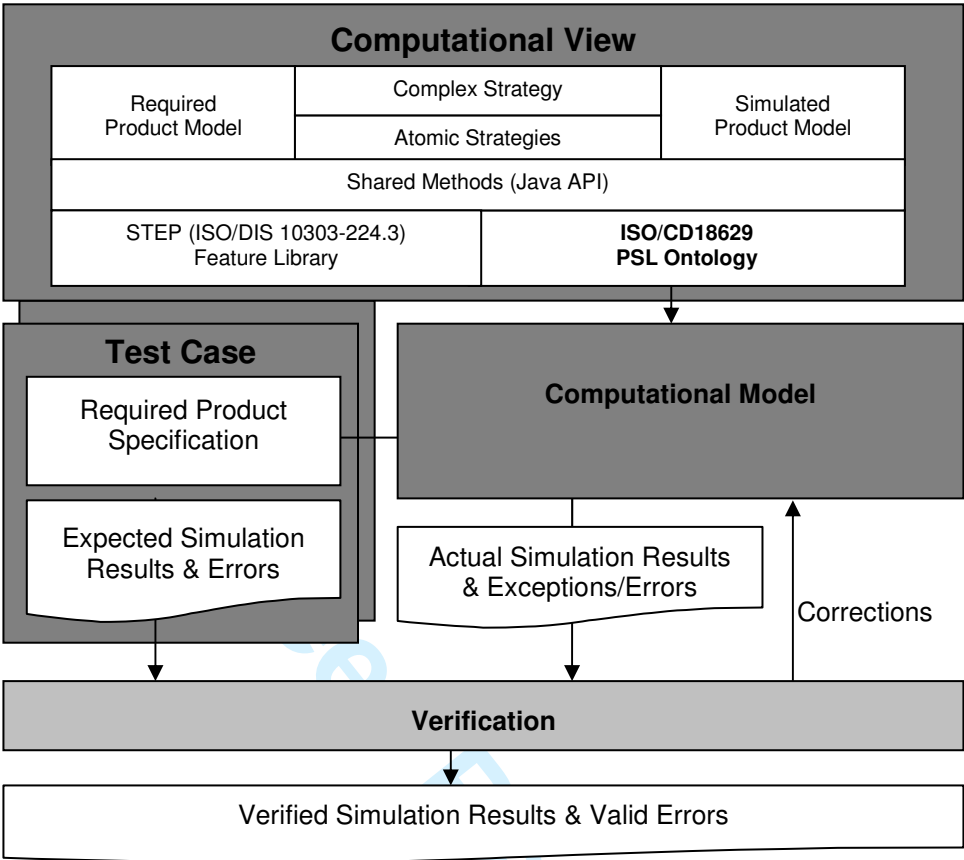 Computational View
Required
Product Model
Complex Strategy
Atomic Strategies
Simulated
Product Model
Shared Methods (Java API)
STEP (ISO/DIS 10303-224.3)
Feature Library
ISO/CD18629
PSL Ontology
Test Case
Required Product
Specification
Expected Simulation
Results & Errors
Computational Model
Actual Simulation Results
& Exceptions/Errors
Corrections
Verification
Verified Simulation Results & Valid Errors